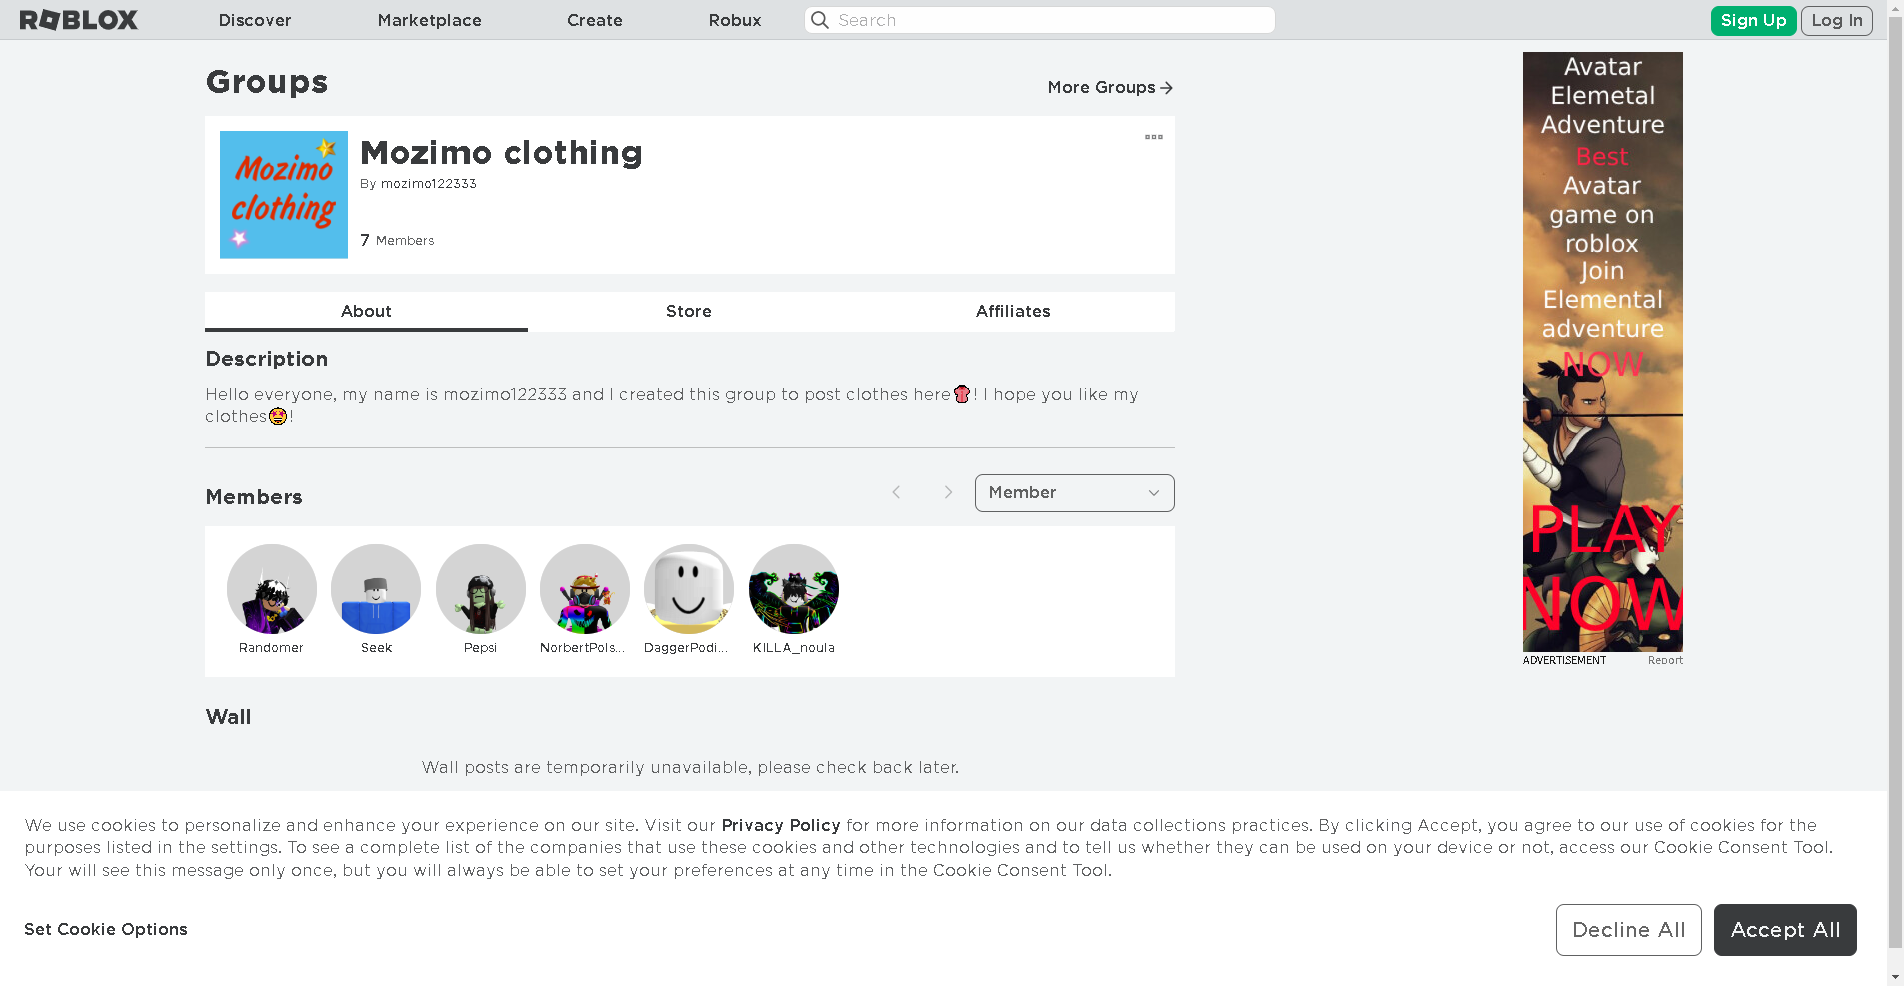 ROBLOX
Discover
Marketplace
Create
Robux
Search
Sign Up
Log In
Groups
More Groups
Mozimo
clothing
Mozimo clothing
By mozimo122333
7 Members
About
Store
Affiliates
Description
Hello everyone, my name is mozimo122333 and I created this group to post clothes here👚! I hope you like my
clothes🤩!
Members
Member
Randomer
Seek
Pepsi
NorbertPols...
DaggerPodi...
KILLA_noula
Wall
Wall posts are temporarily unavailable, please check back later.
Avatar
Elemetal
Adventure
Best
Avatar
game on
roblox
Join
Elemental
adventure
NOW
PLAY
NOW
ADVERTISEMENT
Report
We use cookies to personalize and enhance your experience on our site. Visit our Privacy Policy for more information on our data collections practices. By clicking Accept, you agree to our use of cookies for the
purposes listed in the settings. To see a complete list of the companies that use these cookies and other technologies and to tell us whether they can be used on your device or not, access our Cookie Consent Tool.
Your will see this message only once, but you will always be able to set your preferences at any time in the Cookie Consent Tool.
Set Cookie Options
Decline All
Accept All